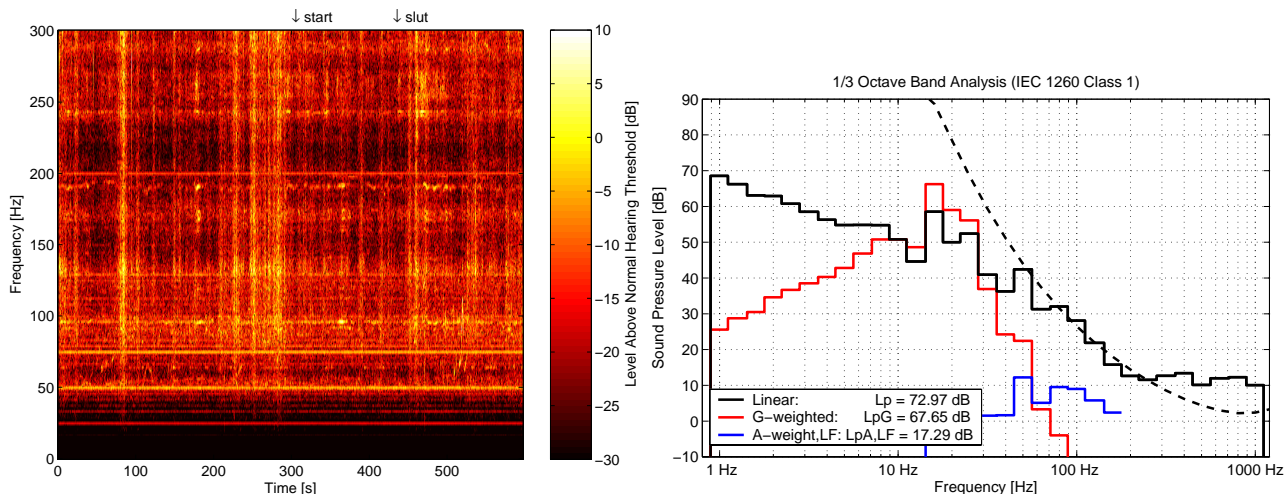 ↓ start
↓ slut
300
250
200
150
100
50
0
Frequency [Hz]
0
100
200
300
400
500
Time [s]
10
5
0
−5
−10
−15
−20
−25
−30
Level Above Normal Hearing Threshold [dB]
1/3 Octave Band Analysis (IEC 1260 Class 1)
90
80
70
60
50
40
30
20
10
0
−10
Sound Pressure Level [dB]
Linear: Lp = 72.97 dB
G−weighted: LpG = 67.65 dB
A−weight,LF: LpA,LF = 17.29 dB
1 Hz
10 Hz
100 Hz
1000 Hz
Frequency [Hz]